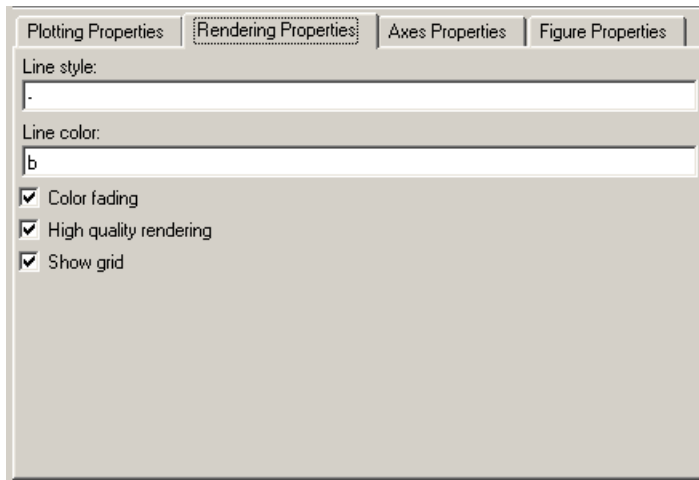 Plotting Properties Rendering Properties Axes Properties Figure Properties
Line style:
-
Line color:
b
Color fading
High quality rendering
Show grid